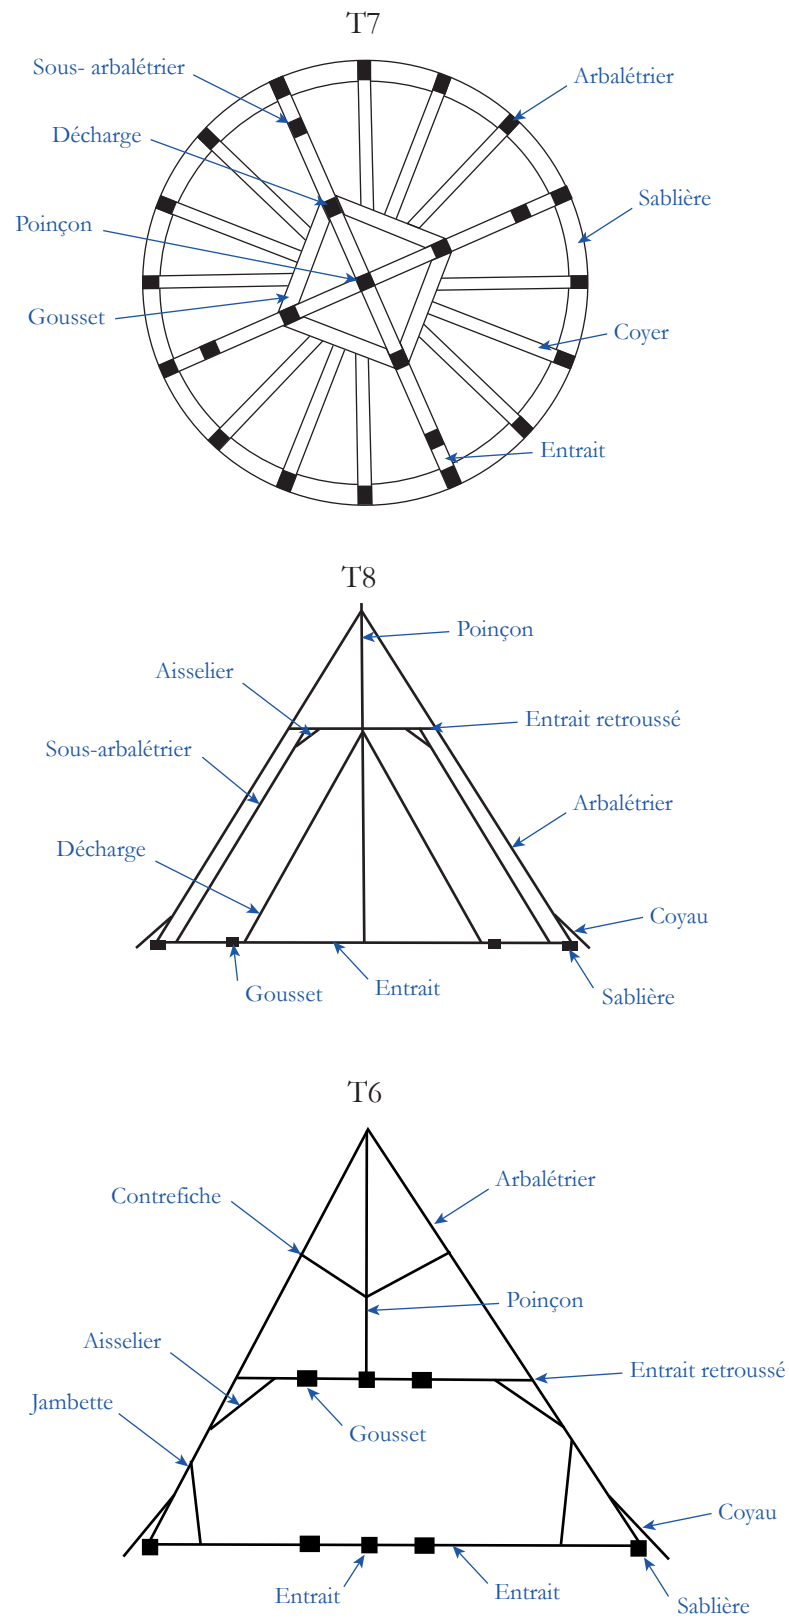 T7
Sous- arbalétrier
Arbalétrier
Décharge
Sablière
Poinçon
Gousset
Coyer
Entrait
T8
Poinçon
Aisselier
Entrait retroussé
Sous-arbalétrier
Arbalétrier
Décharge
Coyau
Gousset
Entrait
Sablière
T6
Contrefiche
Arbalétrier
Poinçon
Aisselier
Entrait retroussé
Jambette
Gousset
Coyau
Entrait
Entrait
Sablière